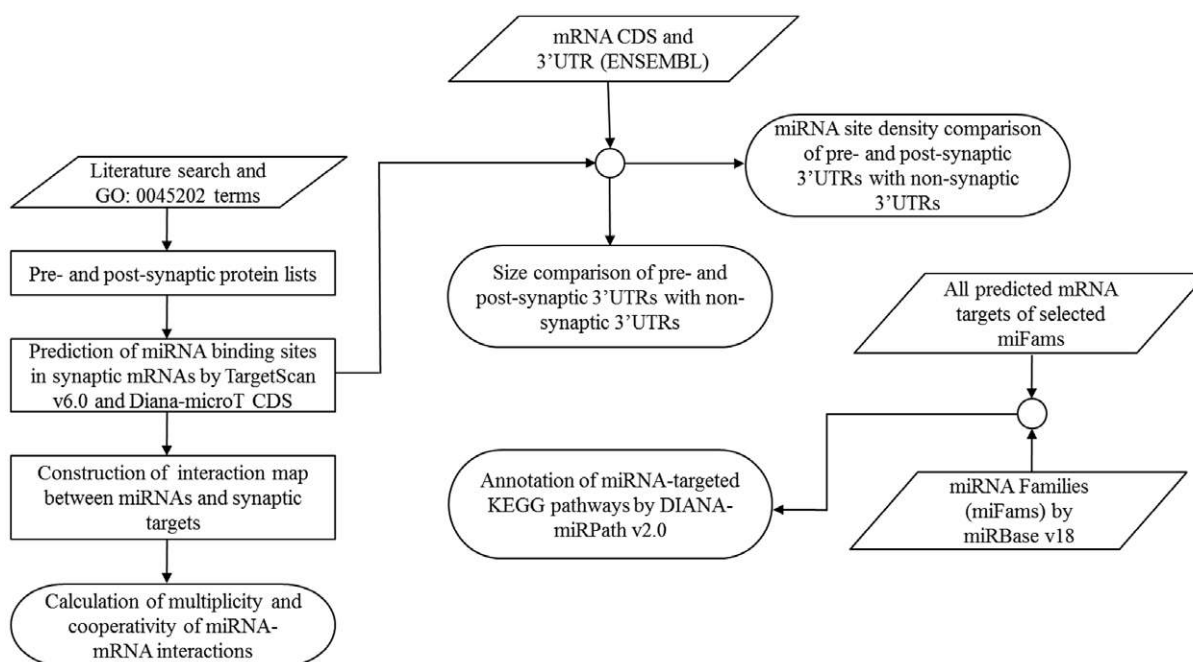 mRNA CDS and
3’UTR (ENSEMBL)
miRNA site density comparison
of pre- and post-synaptic
3’UTRs with non-synaptic
3’UTRs
Literature search and
GO: 0045202 terms
Pre- and post-synaptic protein lists
Size comparison of pre- and
post-synaptic 3’UTRs with non-
synaptic 3’UTRs
Prediction of miRNA binding sites
in synaptic mRNAs by TargetScan
v6.0 and Diana-microT CDS
All predicted mRNA
targets of selected
miFams
Construction of interaction map
between miRNAs and synaptic
targets
Annotation of miRNA-targeted
KEGG pathways by DIANA-
miRPath v2.0
miRNA Families
(miFams) by
miRBase v18
Calculation of multiplicity and
cooperativity of miRNA-
mRNA interactions